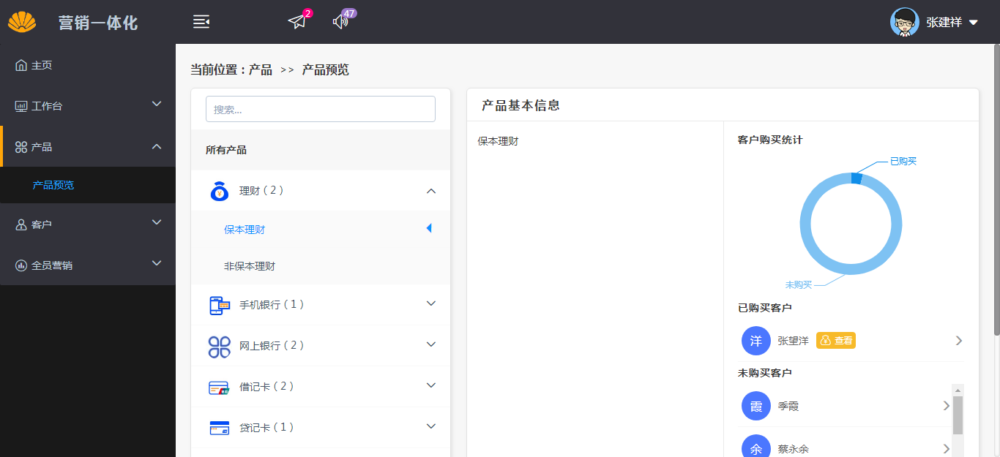 营销一体化
2
47
张建祥
主页
工作台
产品
产品预览
客户
全员营销
当前位置：产品 >> 产品预览
搜索...
所有产品
理财（2）
保本理财
非保本理财
手机银行（1）
网上银行（2）
借记卡（2）
贷记卡（1）
产品基本信息
保本理财
客户购买统计
已购买
未购买
已购买客户
洋 张望洋 查看
未购买客户
霞 季霞
余 蔡永余